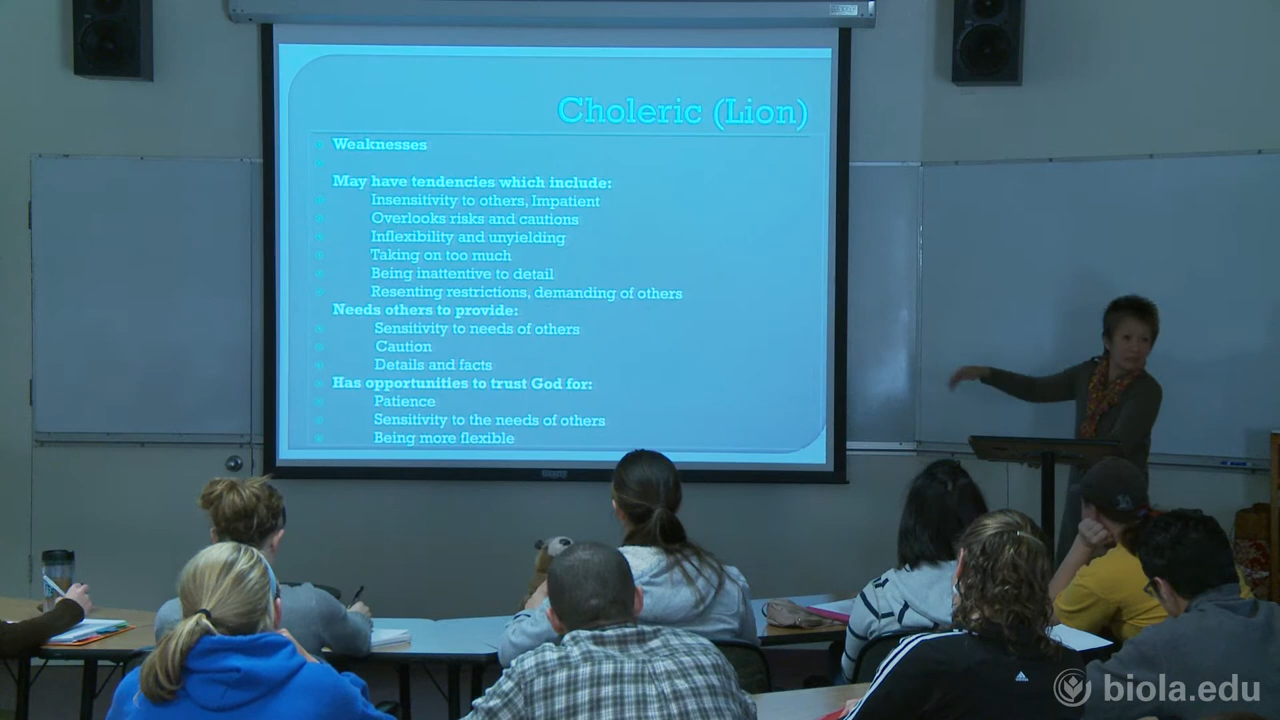 Choleric (Lion)
Weaknesses
May have tendencies which include:
Insensitivity to others, Impatient
Overlooks risks and cautions
Inflexibility and unyielding
Taking on too much
Being inattentive to detail
Resenting restrictions, demanding of others
Needs others to provide:
Sensitivity to needs of others
Caution
Details and facts
Has opportunities to trust God for:
Patience
Sensitivity to the needs of others
Being more flexible
biola.edu